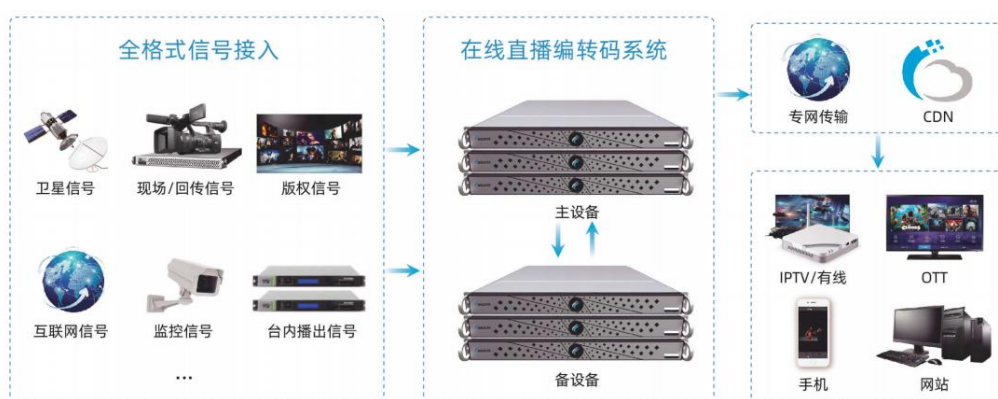 全格式信号接入
卫星信号
现场/回传信号
版权信号
互联网信号
监控信号
台内播出信号
...
在线直播编转码系统
主设备
备设备
专网传输
CDN
IPTV/有线
OTT
手机
网站